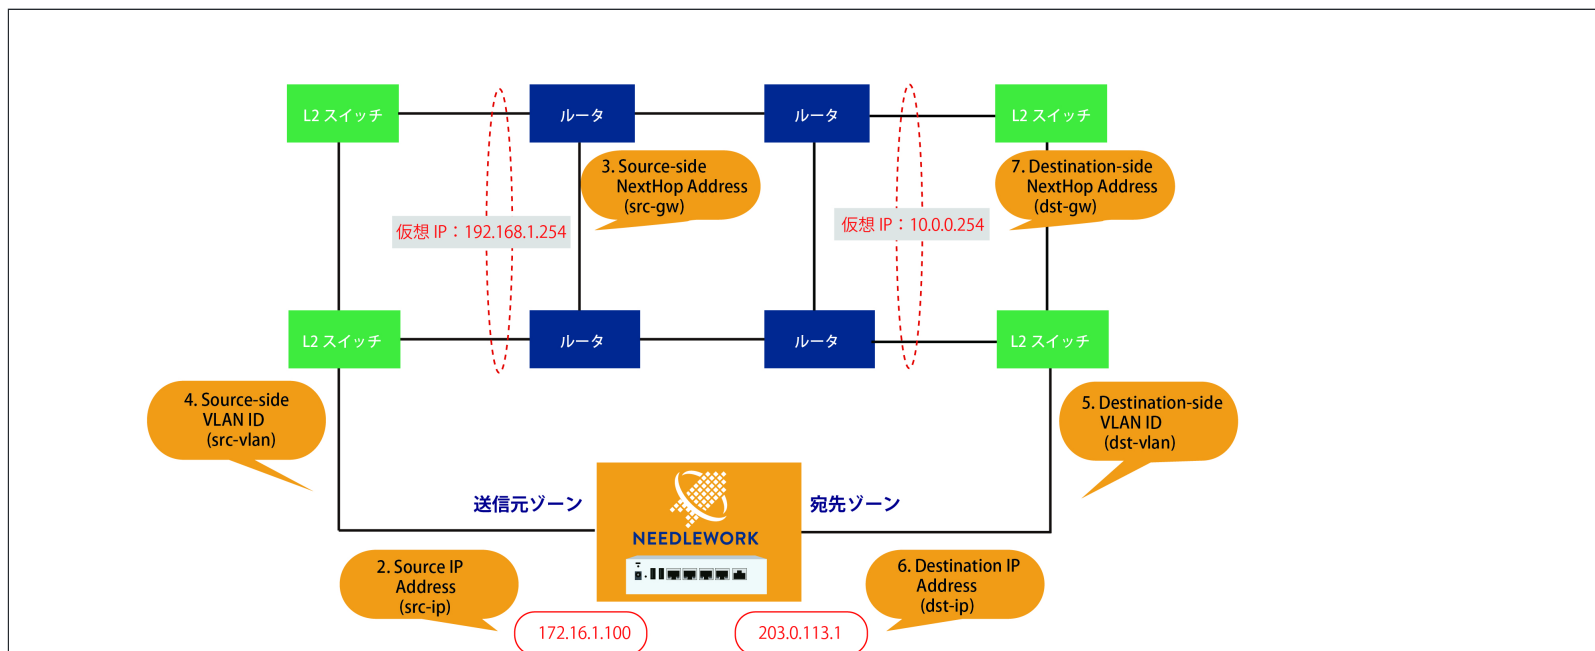 L2 スイッチ
ルータ
ルータ
L2 スイッチ
3. Source-side
NextHop Address
(src-gw)
7. Destination-side
NextHop Address
(dst-gw)
仮想 IP：192.168.1.254
仮想 IP：10.0.0.254
L2 スイッチ
ルータ
ルータ
L2 スイッチ
4. Source-side
VLAN ID
(src-vlan)
5. Destination-side
VLAN ID
(dst-vlan)
送信元ゾーン
宛先ゾーン
NEEDLEWORK
2. Source IP
Address
(src-ip)
6. Destination IP
Address
(dst-ip)
172.16.1.100
203.0.113.1